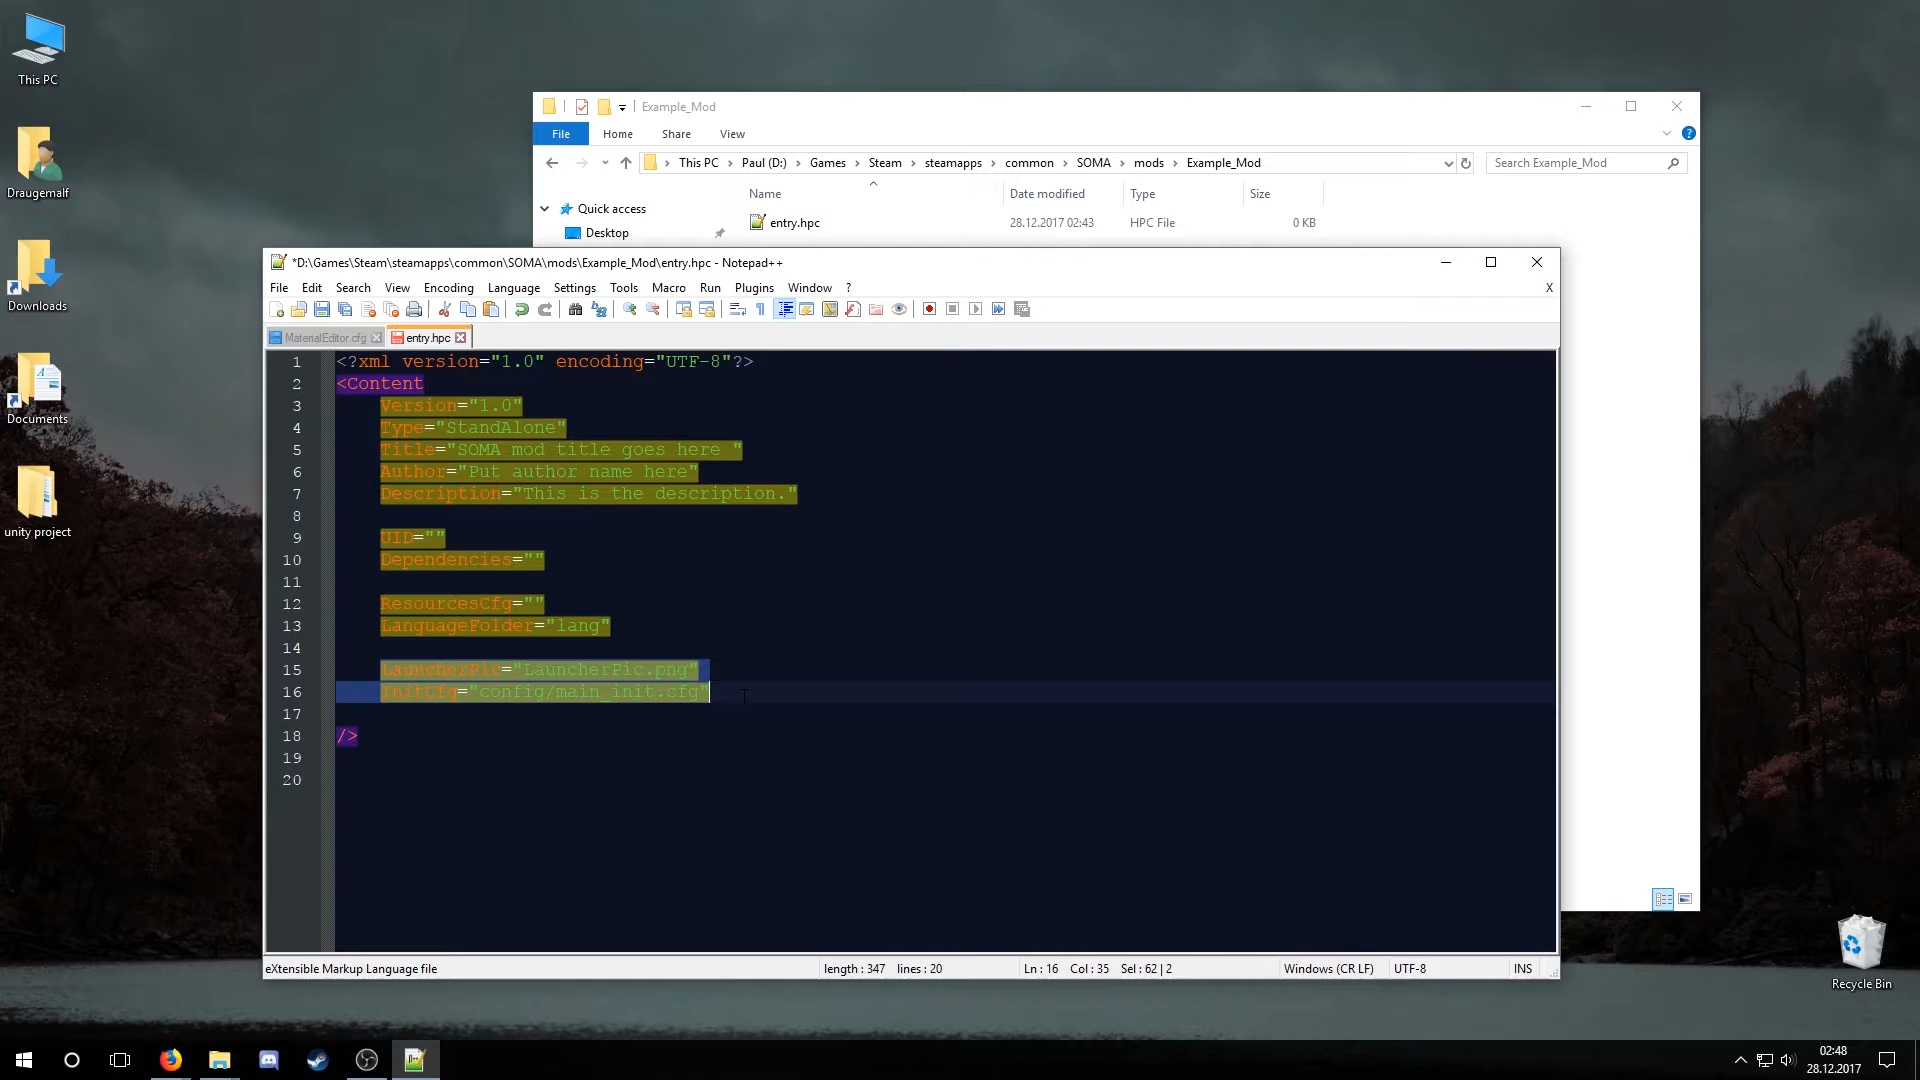 This PC
Draugemalf
Downloads
Documents
unity project
Recycle Bin
Example_Mod
File Home Share View
This PC Paul (D:) Games Steam steamapps common SOMA mods Example_Mod
Search Example_Mod
Name Date modified Type Size
Quick access
Desktop
entry.hpc 28.12.2017 02:43 HPC File 0 KB
*D:\Games\Steam\steamapps\common\SOMA\mods\Example_Mod\entry.hpc - Notepad++
File Edit Search View Encoding Language Settings Tools Macro Run Plugins Window ? X
MaterialEditor.cfg entry.hpc
1 <?xml version="1.0" encoding="UTF-8"?>
2 <Content
3 Version="1.0"
4 Type="StandAlone"
5 Title="SOMA mod title goes here "
6 Author="Put author name here"
7 Description="This is the description."
8
9 UID=""
10 Dependencies=""
11
12 ResourcesCfg=""
13 LanguageFolder="lang"
14
15 LauncherPic="LauncherPic.png"
16 InitCfg="config/main_init.cfg"
17
18 />
19
20
eXtensible Markup Language file length : 347 lines : 20 Ln : 16 Col : 35 Sel : 62 | 2 Windows (CR LF) UTF-8 INS
02:48
28.12.2017